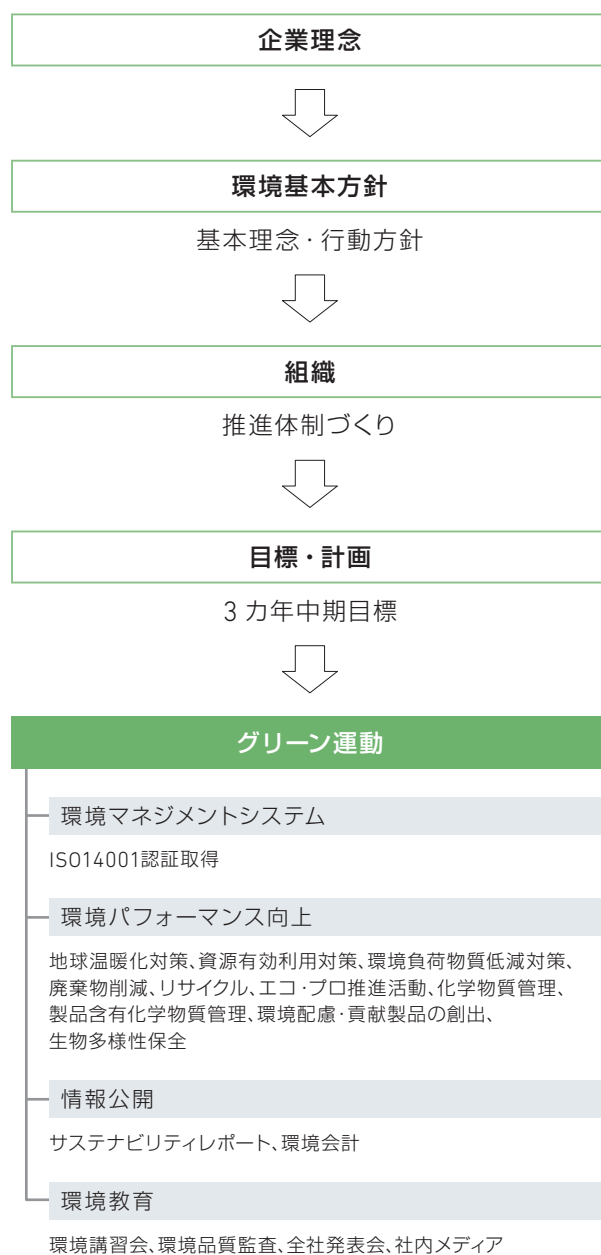 企業理念
環境基本方針
基本理念・行動方針
組織
推進体制づくり
目標・計画
3 カ年中期目標
グリーン運動
環境マネジメントシステム
ISO14001認証取得
環境パフォーマンス向上
地球温暖化対策、資源有効利用対策、環境負荷物質低減対策、
廃棄物削減、リサイクル、エコ・プロ推進活動、化学物質管理、
製品含有化学物質管理、環境配慮・貢献製品の創出、
生物多様性保全
情報公開
サステナビリティレポート、環境会計
環境教育
環境講習会、環境品質監査、全社発表会、社内メディア